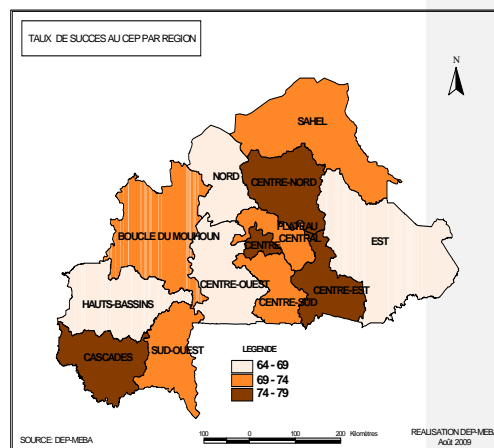 TAUX DE SUCCES AU CEP PAR REGION
N
SAHEL
NORD
CENTRE-NORD
BOUCLE DU MOUHOUN
PLATEAU
CENTRAL
CENTRE
EST
CENTRE-OUEST
CENTRE-EST
HAUTS-BASSINS
CENTRE-SUD
CASCADES
SUD-OUEST
LEGENDE
64 - 69
69 - 74
74 - 79
100 0 100 200 Kilomètres
SOURCE: DEP-MEBA
REALISATION DEP-MEBA
Août 2009